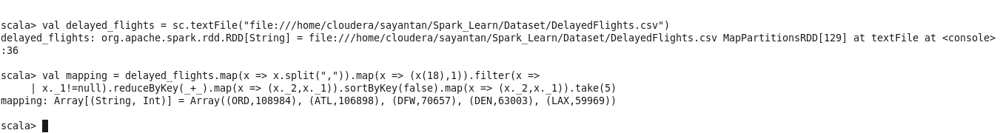 scala> val delayed_flights = sc.textFile("file:///home/cloudera/sayantan/Spark_Learn/Dataset/DelayedFlights.csv")
delayed_flights: org.apache.spark.rdd.RDD[String] = file:///home/cloudera/sayantan/Spark_Learn/Dataset/DelayedFlights.csv MapPartitionsRDD[129] at textFile at <console>
:36
scala> val mapping = delayed_flights.map(x => x.split(",")).map(x => (x(18),1)).filter(x =>
| x._1!=null).reduceByKey(_+_).map(x => (x._2,x._1)).sortByKey(false).map(x => (x._2,x._1)).take(5)
mapping: Array[(String, Int)] = Array((ORD,108984), (ATL,106898), (DFW,70657), (DEN,63003), (LAX,59969))
scala>